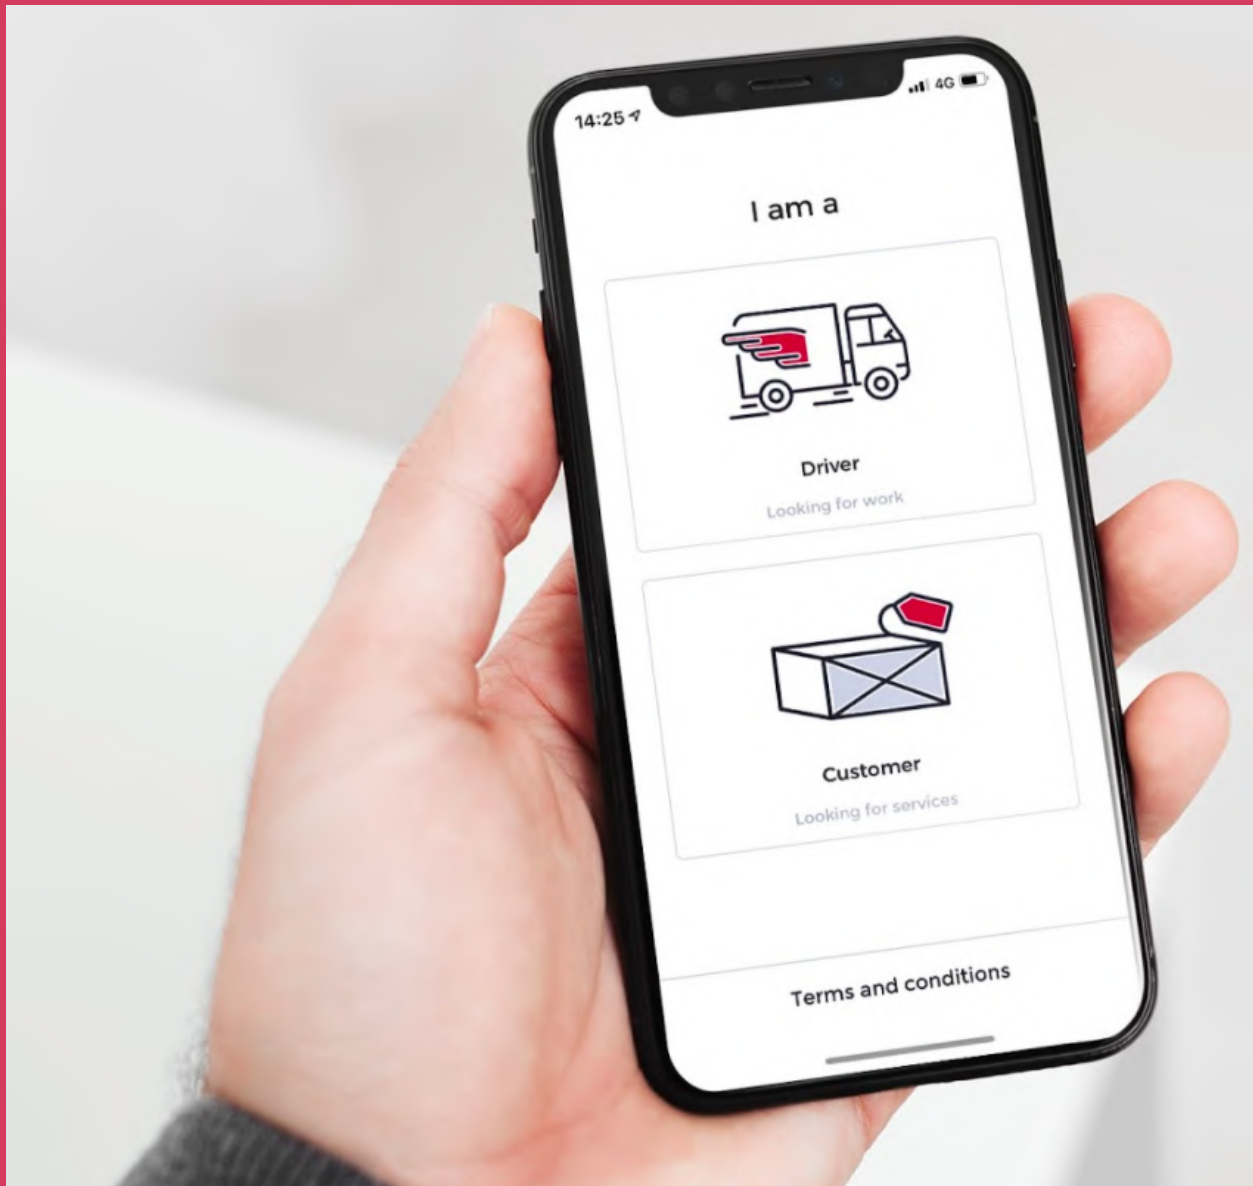 14:25
4G
I am a
Driver
Looking for work
Customer
Looking for services
Terms and conditions